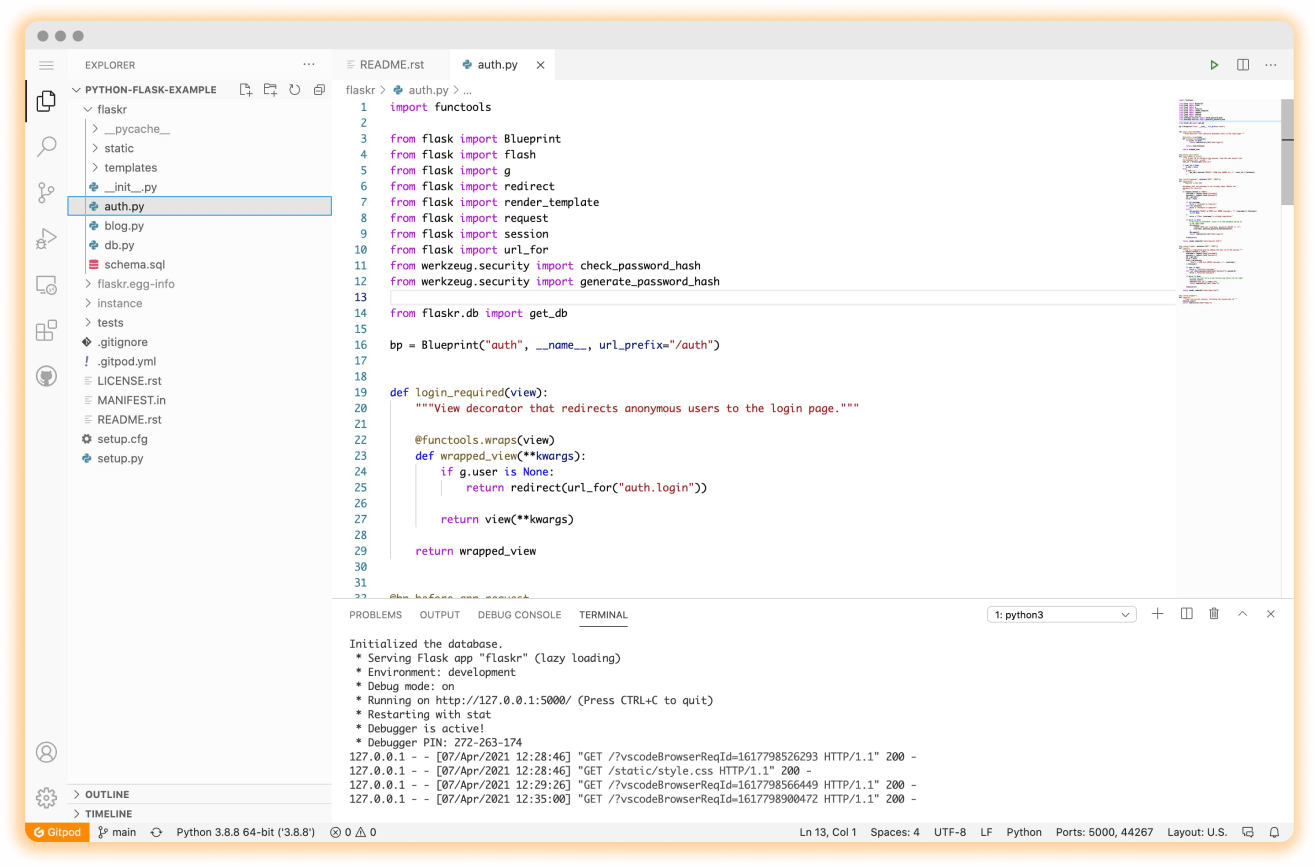 EXPLORER
README.rst
auth.py
PYTHON-FLASK-EXAMPLE
flaskr
__pycache__
static
templates
__init__.py
auth.py
blog.py
db.py
schema.sql
flaskr.egg-info
instance
tests
.gitignore
.gitpod.yml
LICENSE.rst
MANIFEST.in
README.rst
setup.cfg
setup.py
OUTLINE
TIMELINE
flaskr > auth.py > ...
1 import functools
2
3 from flask import Blueprint
4 from flask import flash
5 from flask import g
6 from flask import redirect
7 from flask import render_template
8 from flask import request
9 from flask import session
10 from flask import url_for
11 from werkzeug.security import check_password_hash
12 from werkzeug.security import generate_password_hash
13
14 from flaskr.db import get_db
15
16 bp = Blueprint("auth", __name__, url_prefix="/auth")
17
18
19 def login_required(view):
20 """View decorator that redirects anonymous users to the login page."""
21
22 @functools.wraps(view)
23 def wrapped_view(**kwargs):
24 if g.user is None:
25 return redirect(url_for("auth.login"))
26
27 return view(**kwargs)
28
29 return wrapped_view
30
31
32 @bp.before_app_request
PROBLEMS OUTPUT DEBUG CONSOLE TERMINAL
1: python3
Initialized the database.
* Serving Flask app "flaskr" (lazy loading)
* Environment: development
* Debug mode: on
* Running on http://127.0.0.1:5000/ (Press CTRL+C to quit)
* Restarting with stat
* Debugger is active!
* Debugger PIN: 272-263-174
127.0.0.1 - - [07/Apr/2021 12:28:46] "GET /?vscodeBrowserReqId=1617798526293 HTTP/1.1" 200 -
127.0.0.1 - - [07/Apr/2021 12:28:46] "GET /static/style.css HTTP/1.1" 200 -
127.0.0.1 - - [07/Apr/2021 12:29:26] "GET /?vscodeBrowserReqId=1617798566449 HTTP/1.1" 200 -
127.0.0.1 - - [07/Apr/2021 12:35:00] "GET /?vscodeBrowserReqId=1617798900472 HTTP/1.1" 200 -
Gitpod main Python 3.8.8 64-bit ('3.8.8') 0 0 Ln 13, Col 1 Spaces: 4 UTF-8 LF Python Ports: 5000, 44267 Layout: U.S.